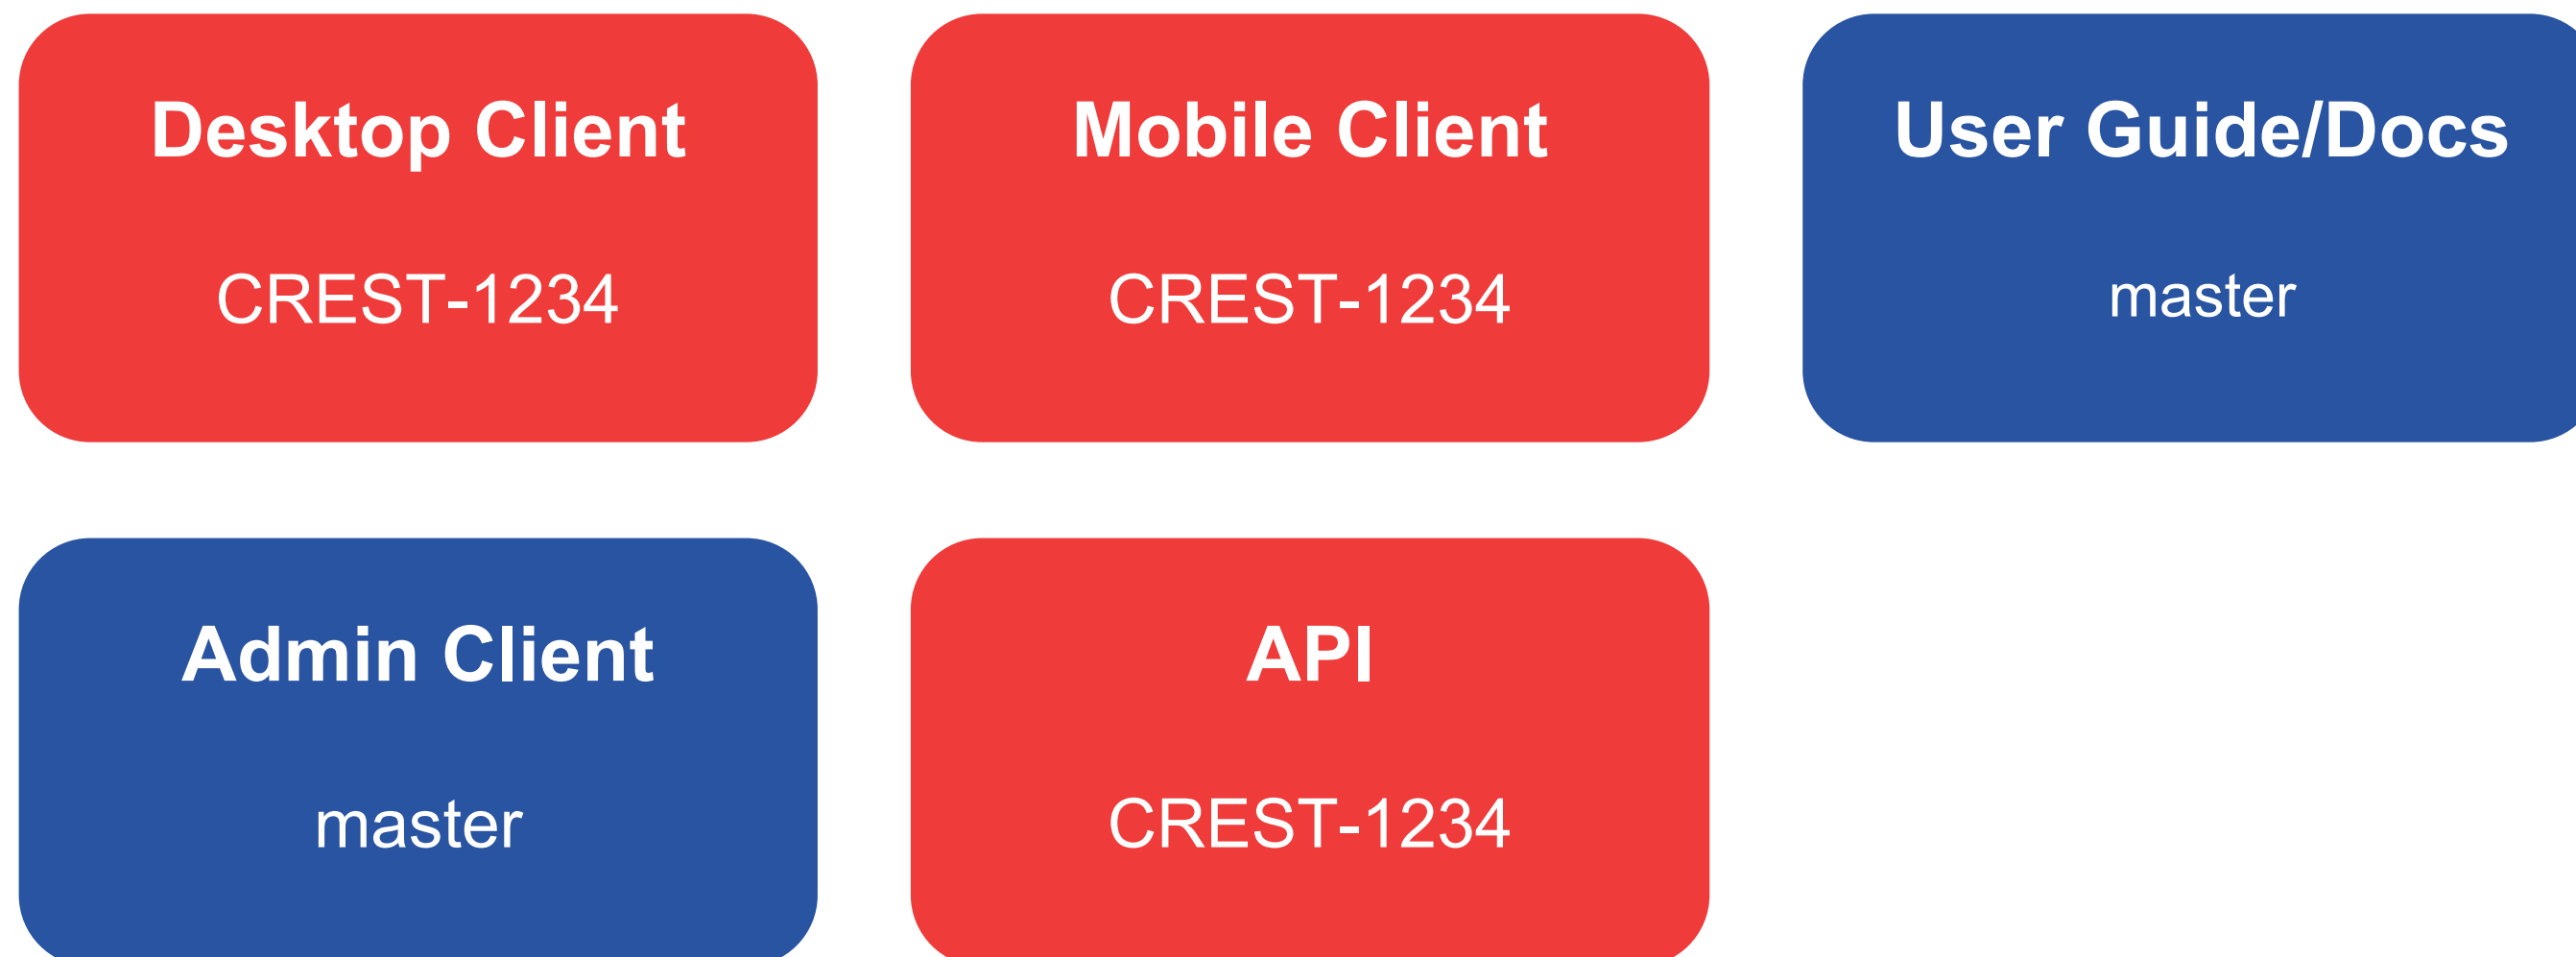 Desktop Client
CREST-1234
Mobile Client
CREST-1234
User Guide/Docs
master
Admin Client
master
API
CREST-1234